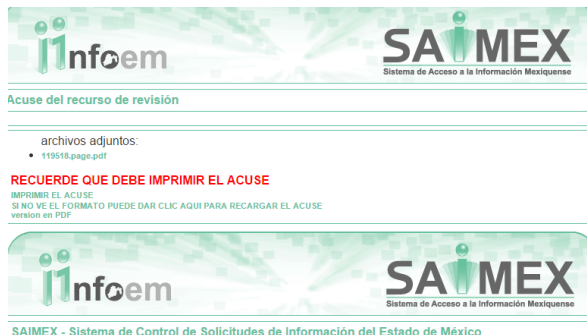 infoem
SAIMEX
Sistema de Acceso a la Información Mexiquense
Acuse del recurso de revisión
archivos adjuntos:
119518.page.pdf
RECUERDE QUE DEBE IMPRIMIR EL ACUSE
IMPRIMIR EL ACUSE
SI NO VE EL FORMATO PUEDE DAR CLIC AQUI PARA RECARGAR EL ACUSE
version en PDF
infoem
SAIMEX
Sistema de Acceso a la Información Mexiquense
SAIMEX - Sistema de Control de Solicitudes de Información del Estado de México